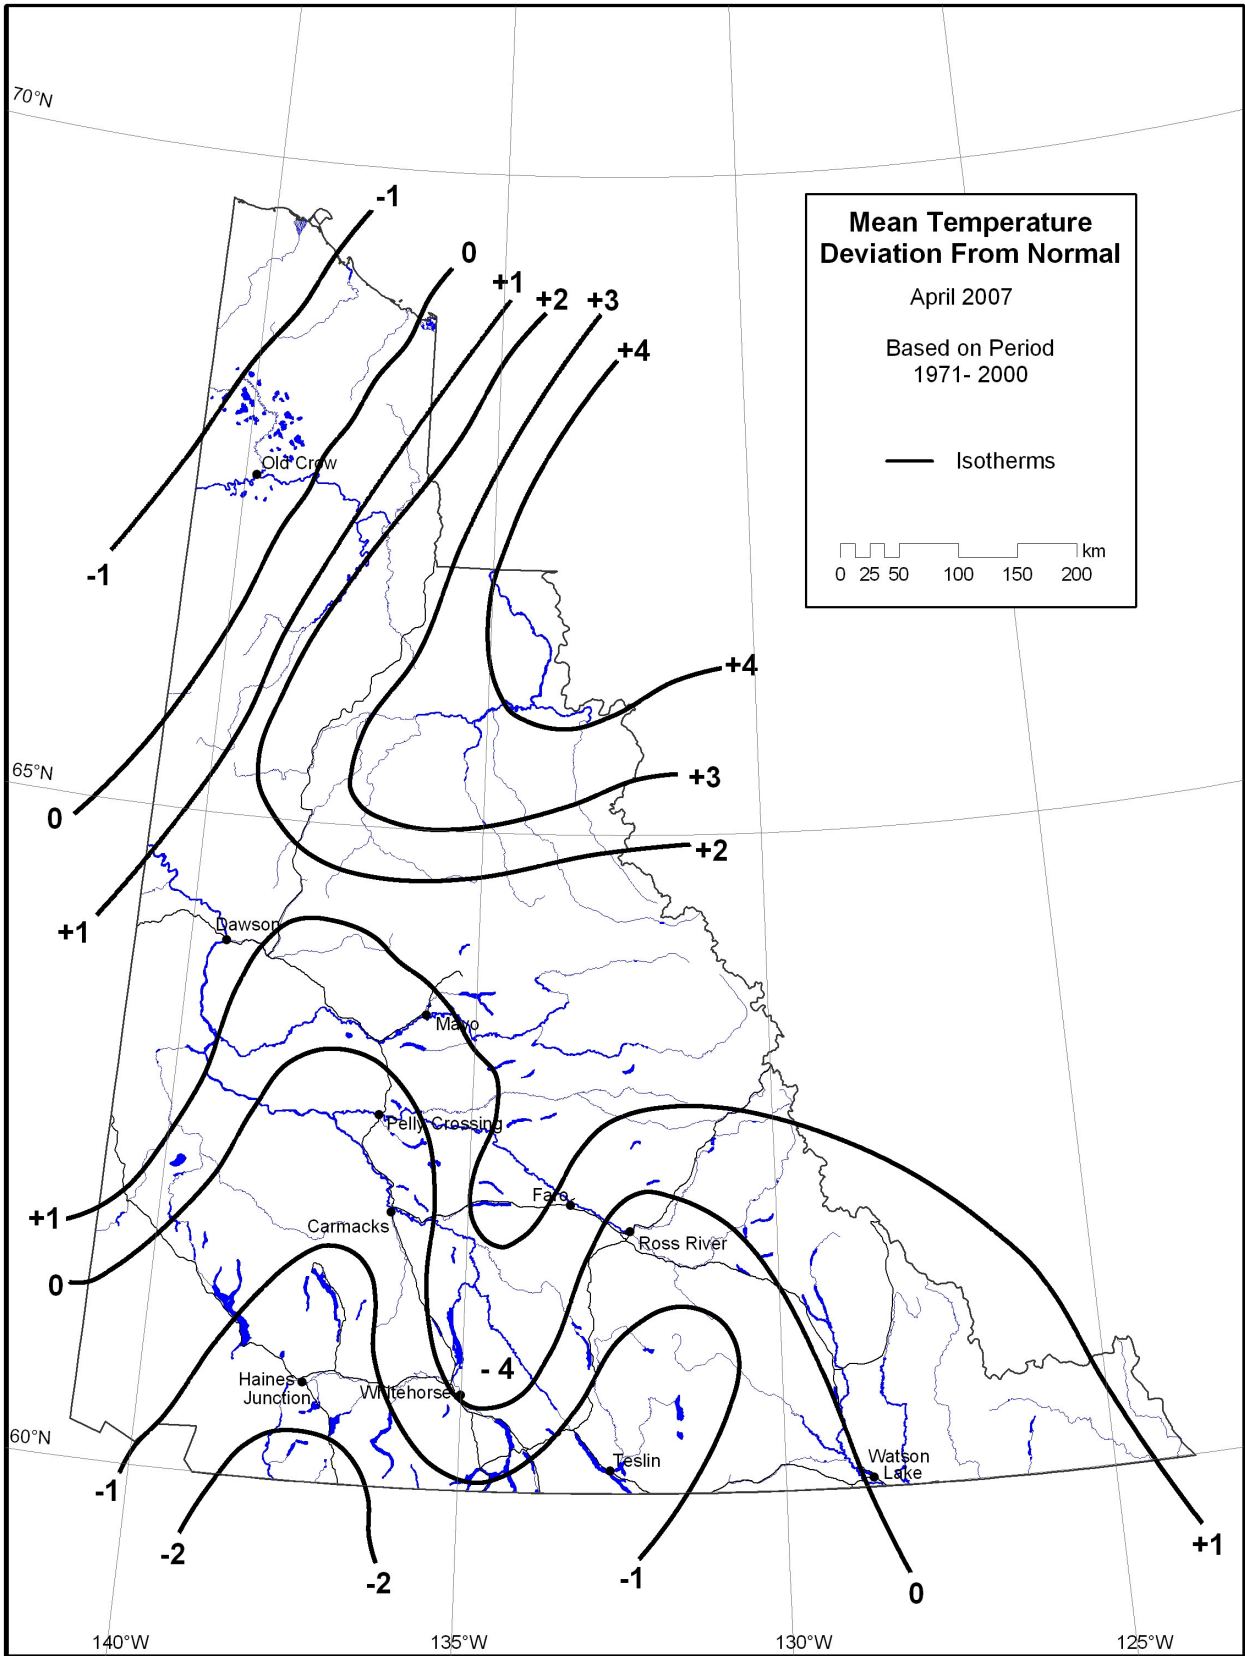 70°N
-1
0
+1
+2
+3
+4
Mean Temperature
Deviation From Normal
April 2007
Based on Period
1971- 2000
Isotherms
km
0 25 50 100 150 200
Old Crow
-1
+4
65°N
+3
0
+2
+1
Dawson
Mayo
Pelly Crossing
Faro
+1
Carmacks
Ross River
0
- 4
Haines
Junction
Whitehorse
60°N
Teslin
Watson
Lake
-1
-2
-2
-1
0
+1
140°W
135°W
130°W
125°W